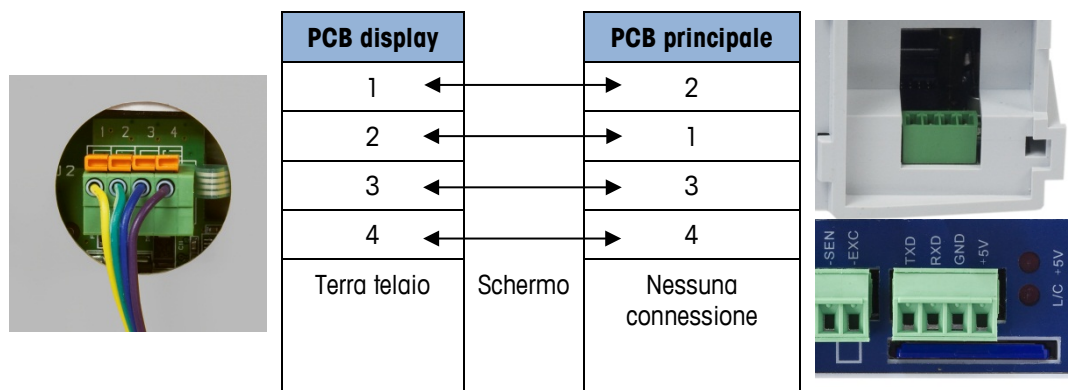 PCB display PCB principale
1 2
2 1
3 3
4 4
Terra telaio Schermo Nessuna
connessione
1 2 3 4
J2
-SEN
-EXC
TXD
RXD
GND
+5V
L/C +5V